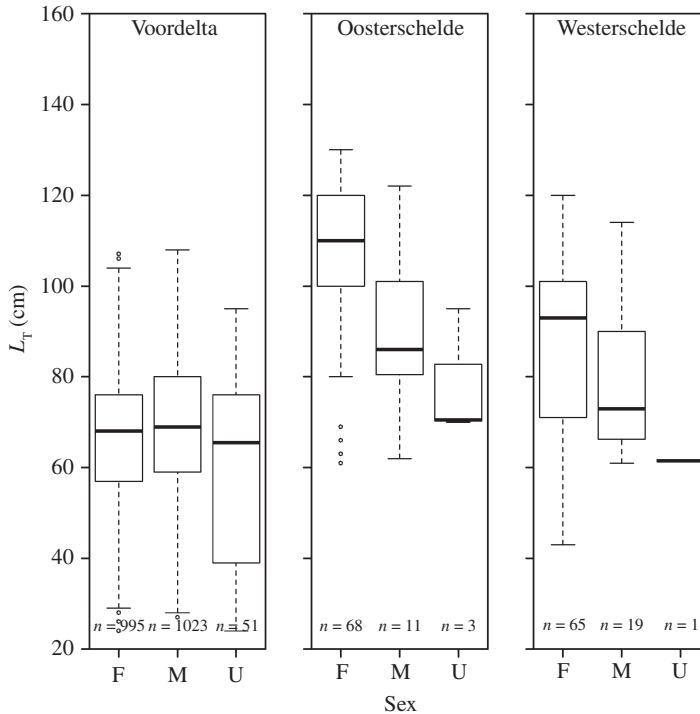 Voordelta Oosterschelde Westerschelde
160
140
120
100
80
60
40
20
L_T (cm)
n = 995 n = 1023 n = 51 n = 68 n = 11 n = 3 n = 65 n = 19 n = 1
F M U F M U F M U
Sex